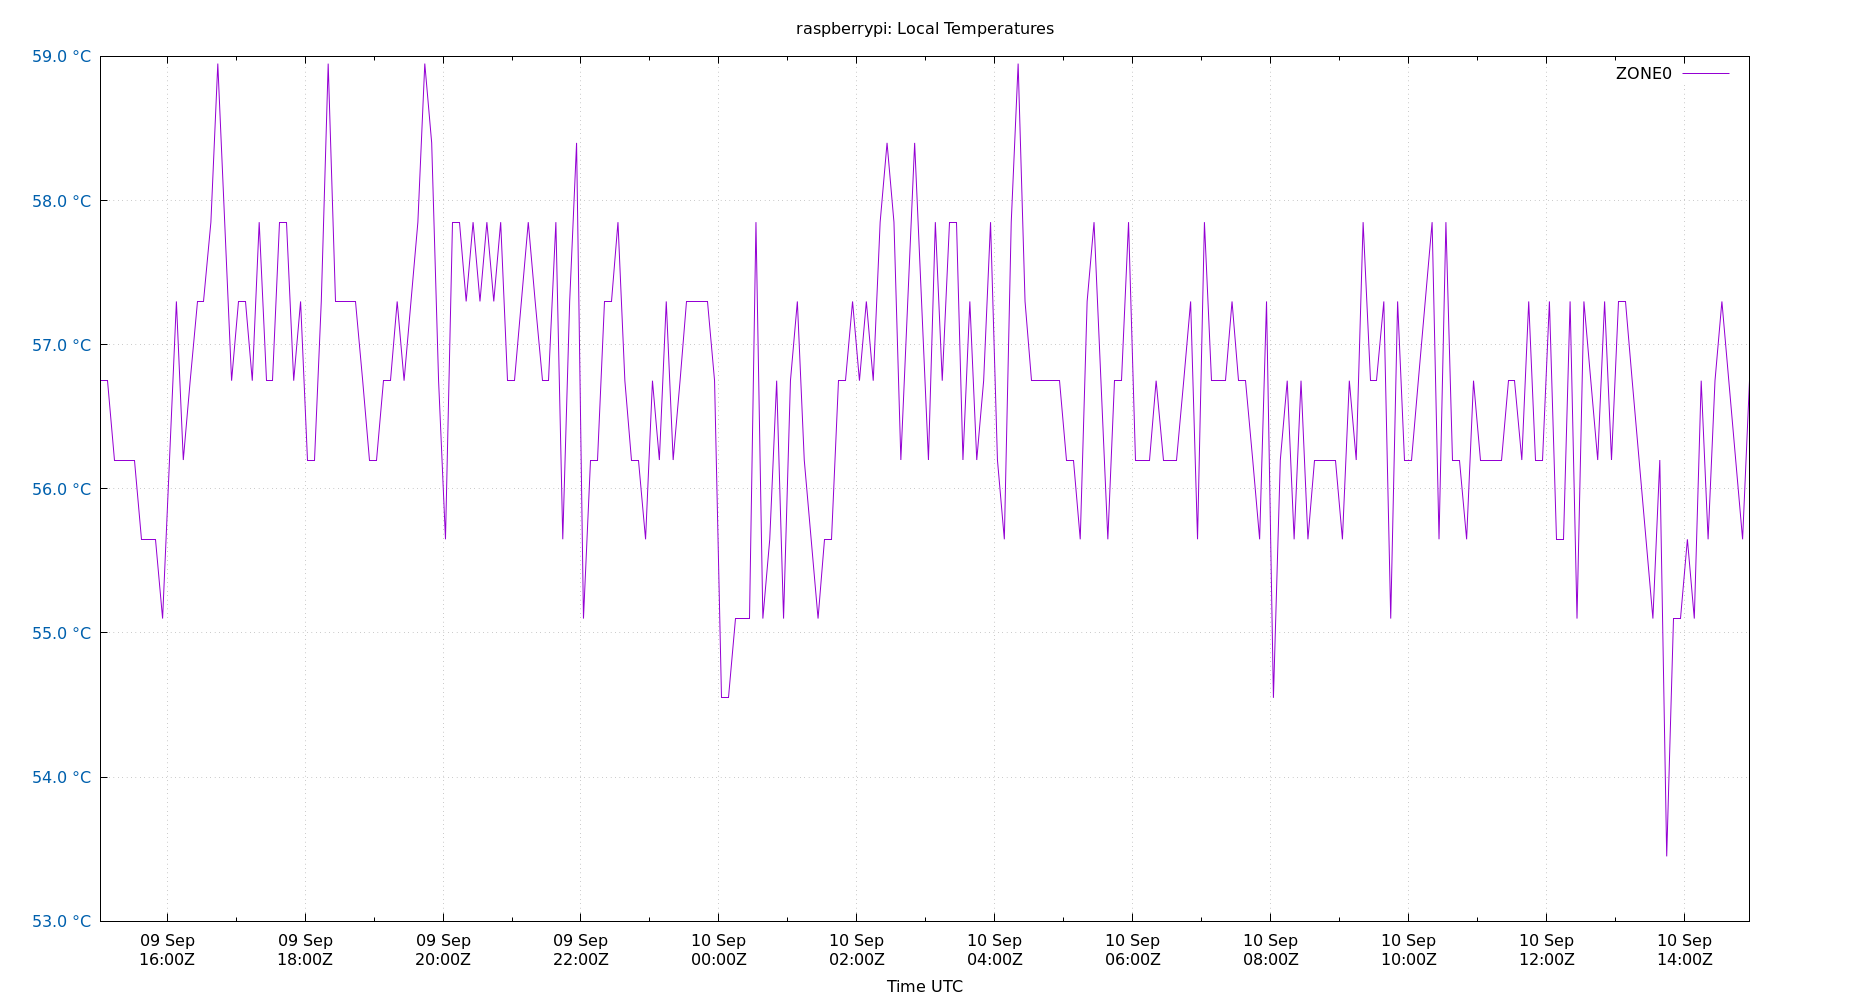 raspberrypi: Local Temperatures
59.0 °C
ZONE0
58.0 °C
57.0 °C
56.0 °C
55.0 °C
54.0 °C
53.0 °C
09 Sep 09 Sep 09 Sep 09 Sep 10 Sep 10 Sep 10 Sep 10 Sep 10 Sep 10 Sep 10 Sep 10 Sep
16:00Z 18:00Z 20:00Z 22:00Z 00:00Z 02:00Z 04:00Z 06:00Z 08:00Z 10:00Z 12:00Z 14:00Z
Time UTC